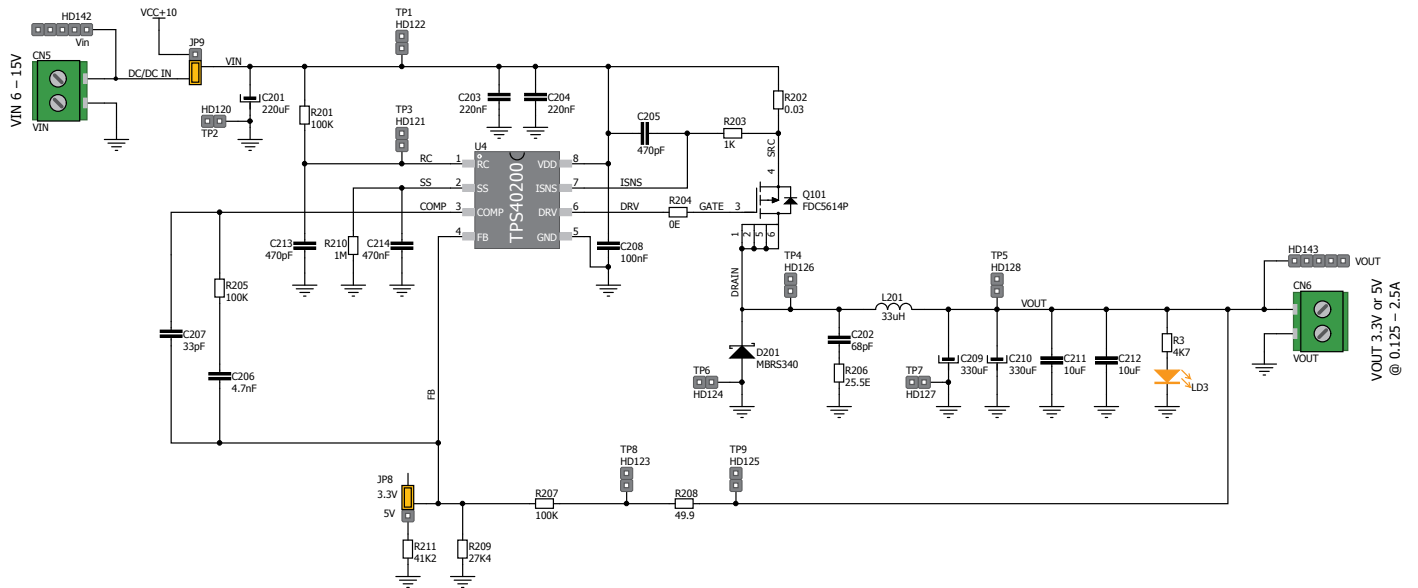 HD142
Vin
VCC+10
JP9
CN5
DC/DC IN
VIN
VIN 6 – 15V
VIN
HD120
TP2
C201
220uF
R201
100K
TP1
HD122
TP3
HD121
C203
220nF
C204
220nF
C205
470pF
R203
1K
R202
0.03
SRC
4
U4
TPS40200
RC
1
RC
SS
2
SS
COMP
3
COMP
4
FB
VDD
8
ISNS
7
ISNS
DRV
6
DRV
GND
5
R204
0E
GATE
3
Q101
FDC5614P
1
2
5
6
DRAIN
C213
470pF
R210
1M
C214
470nF
C208
100nF
R205
100K
C207
33pF
C206
4.7nF
FB
TP4
HD126
L201
33uH
TP5
HD128
VOUT
HD143
VOUT
CN6
VOUT
VOUT 3.3V or 5V
@ 0.125 – 2.5A
D201
MBRS340
TP6
HD124
C202
68pF
R206
25.5E
TP7
HD127
C209
330uF
C210
330uF
C211
10uF
C212
10uF
R3
4K7
LD3
JP8
3.3V
5V
R211
41K2
R209
27K4
R207
100K
TP8
HD123
R208
49.9
TP9
HD125